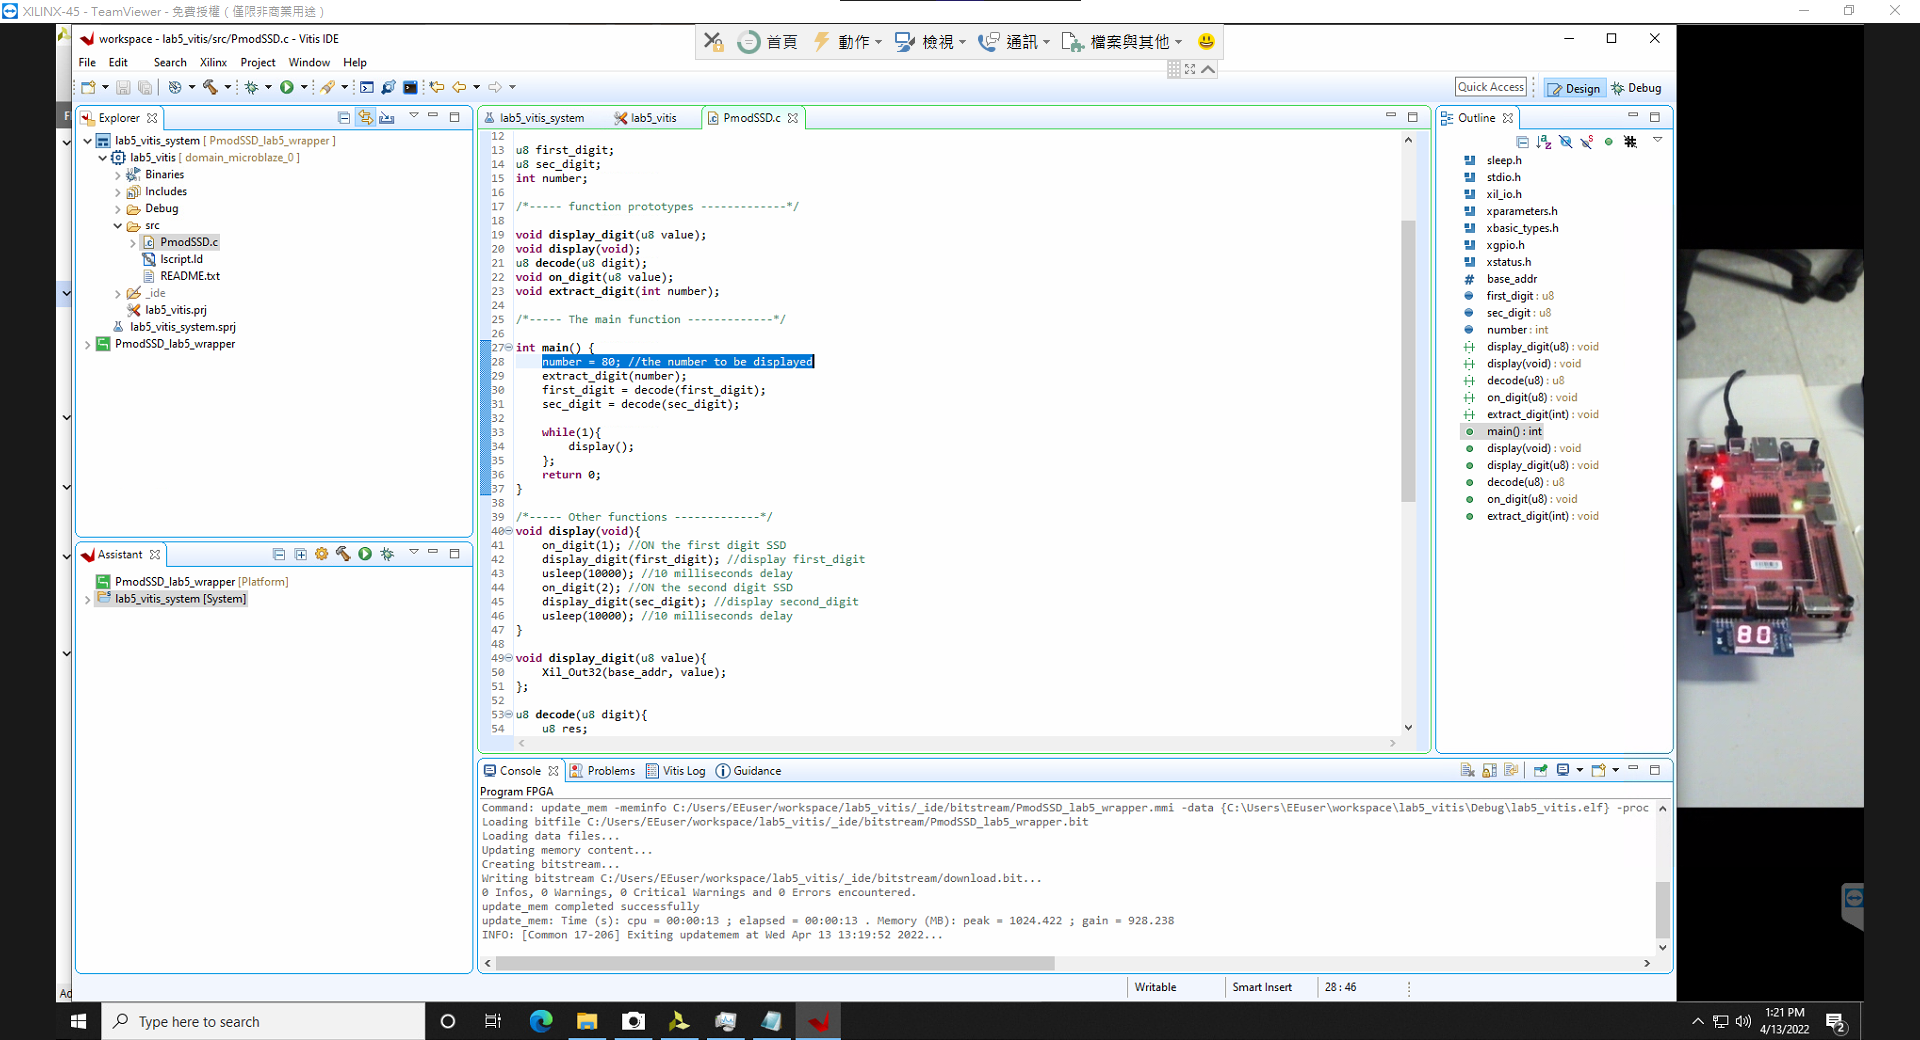 XILINX-45 - TeamViewer - 免費授權（僅限非商業用途）
workspace - lab5_vitis/src/PmodSSD.c - Vitis IDE
首頁 動作 檢視 通訊 檔案與其他
File Edit Search Xilinx Project Window Help
Quick Access Design Debug
Explorer
lab5_vitis_system [ PmodSSD_lab5_wrapper ]
lab5_vitis [ domain_microblaze_0 ]
Binaries
Includes
Debug
src
PmodSSD.c
lscript.ld
README.txt
_ide
lab5_vitis.prj
lab5_vitis_system.sprj
PmodSSD_lab5_wrapper
Assistant
PmodSSD_lab5_wrapper [Platform]
lab5_vitis_system [System]
lab5_vitis_system lab5_vitis PmodSSD.c
12
13 u8 first_digit;
14 u8 sec_digit;
15 int number;
16
17 /*----- function prototypes -------------*/
18
19 void display_digit(u8 value);
20 void display(void);
21 u8 decode(u8 digit);
22 void on_digit(u8 value);
23 void extract_digit(int number);
24
25 /*----- The main function -------------*/
26
27 int main() {
28 number = 80; //the number to be displayed
29 extract_digit(number);
30 first_digit = decode(first_digit);
31 sec_digit = decode(sec_digit);
32
33 while(1){
34 display();
35 };
36 return 0;
37 }
38
39 /*----- Other functions -------------*/
40 void display(void){
41 on_digit(1); //ON the first digit SSD
42 display_digit(first_digit); //display first_digit
43 usleep(10000); //10 milliseconds delay
44 on_digit(2); //ON the second digit SSD
45 display_digit(sec_digit); //display second_digit
46 usleep(10000); //10 milliseconds delay
47 }
48
49 void display_digit(u8 value){
50 Xil_Out32(base_addr, value);
51 };
52
53 u8 decode(u8 digit){
54 u8 res;
Outline
sleep.h
stdio.h
xil_io.h
xparameters.h
xbasic_types.h
xgpio.h
xstatus.h
base_addr
first_digit : u8
sec_digit : u8
number : int
display_digit(u8) : void
display(void) : void
decode(u8) : u8
on_digit(u8) : void
extract_digit(int) : void
main() : int
display(void) : void
display_digit(u8) : void
decode(u8) : u8
on_digit(u8) : void
extract_digit(int) : void
80
Console Problems Vitis Log Guidance
Program FPGA
Command: update_mem -meminfo C:/Users/EEuser/workspace/lab5_vitis/_ide/bitstream/PmodSSD_lab5_wrapper.mmi -data {C:\Users\EEuser\workspace\lab5_vitis\Debug\lab5_vitis.elf} -proc
Loading bitfile C:/Users/EEuser/workspace/lab5_vitis/_ide/bitstream/PmodSSD_lab5_wrapper.bit
Loading data files...
Updating memory content...
Creating bitstream...
Writing bitstream C:/Users/EEuser/workspace/lab5_vitis/_ide/bitstream/download.bit...
0 Infos, 0 Warnings, 0 Critical Warnings and 0 Errors encountered.
update_mem completed successfully
update_mem: Time (s): cpu = 00:00:13 ; elapsed = 00:00:13 . Memory (MB): peak = 1024.422 ; gain = 928.238
INFO: [Common 17-206] Exiting updatemem at Wed Apr 13 13:19:52 2022...
Writable Smart Insert 28 : 46
Type here to search
1:21 PM
4/13/2022
2